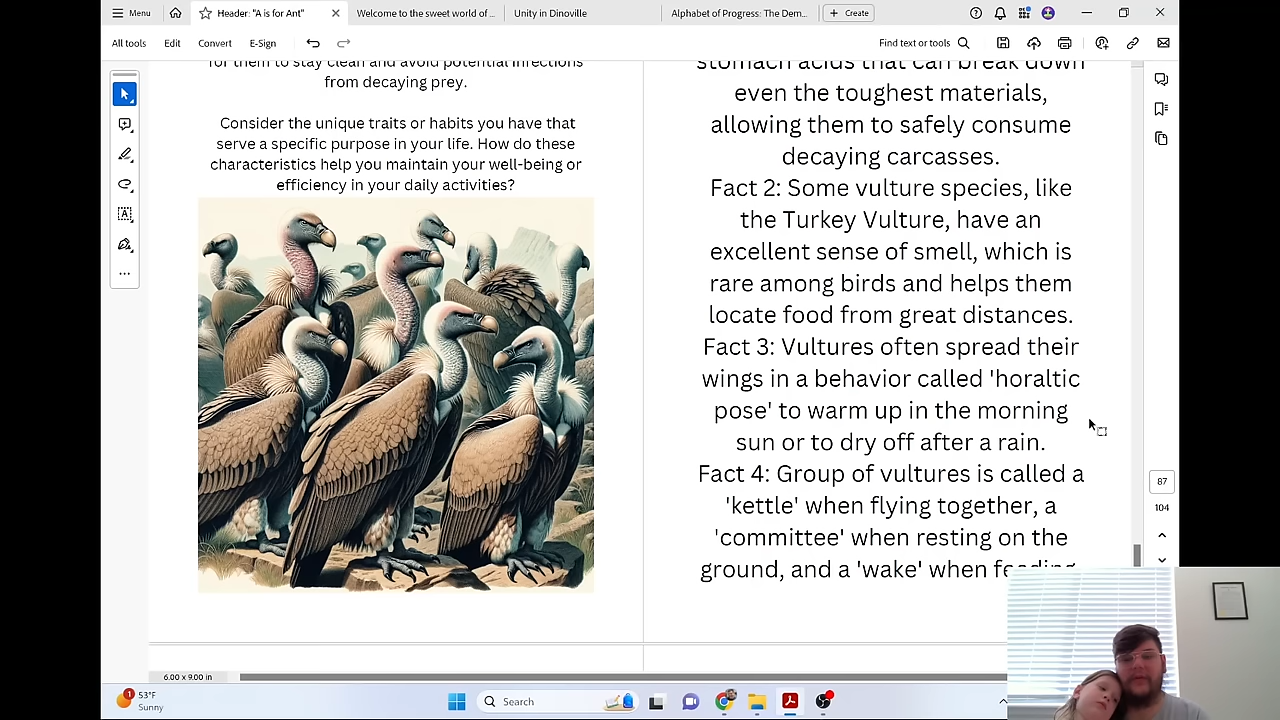 Menu
Header: "A is for Ant"
Welcome to the sweet world of ...
Unity in Enoville
Alphabet of Progress: The Dem...
Create
All tools
Edit
Convert
E-Sign
Find text or tools
for them to stay clean and avoid potential infections
from decaying prey.
Consider the unique traits or habits you have that
serve a specific purpose in your life. How do these
characteristics help you maintain your well-being or
efficiency in your daily activities?
stomach acids that can break down
even the toughest materials,
allowing them to safely consume
decaying carcasses.
Fact 2: Some vulture species, like
the Turkey Vulture, have an
excellent sense of smell, which is
rare among birds and helps them
locate food from great distances.
Fact 3: Vultures often spread their
wings in a behavior called 'horaltic
pose' to warm up in the morning
sun or to dry off after a rain.
Fact 4: Group of vultures is called a
'kettle' when flying together, a
'committee' when resting on the
ground, and a 'wake' when feeding
87
104
6.00 x 9.00 in
1
53°F
Sunny
Search